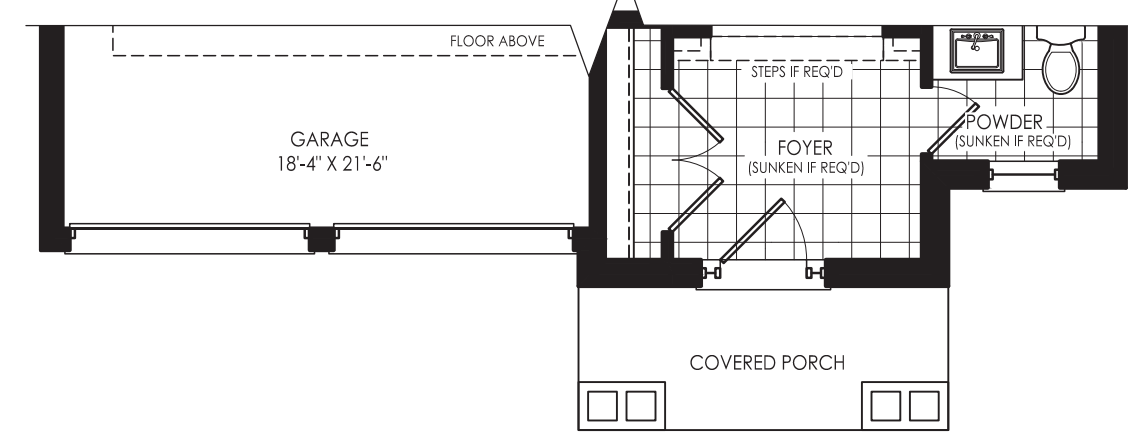 FLOOR ABOVE
GARAGE
18'-4" X 21'-6"
STEPS IF REQ'D
FOYER
(SUNKEN IF REQ'D)
POWDER
(SUNKEN IF REQ'D)
COVERED PORCH